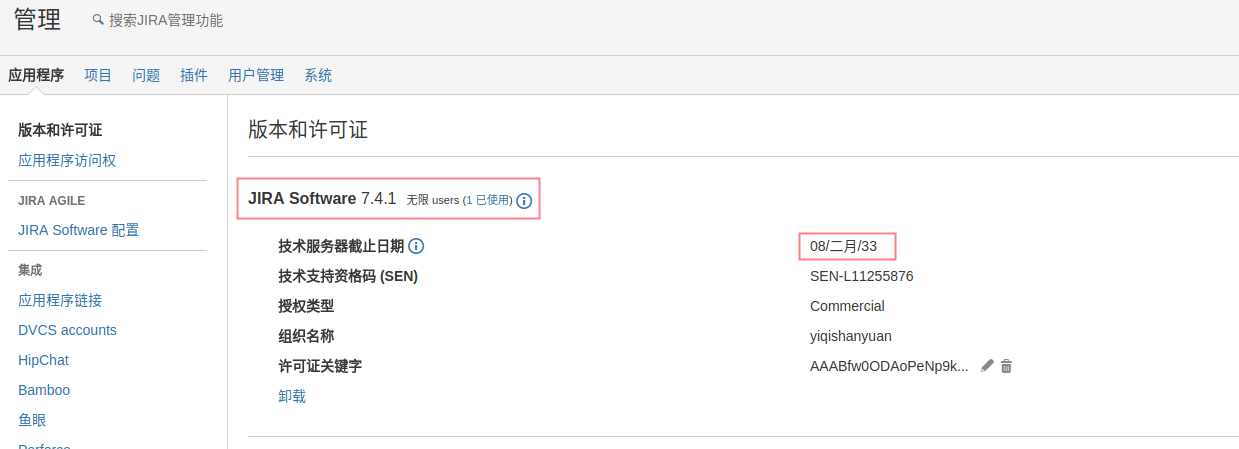 管理 搜索JIRA管理功能
应用程序 项目 问题 插件 用户管理 系统
版本和许可证
应用程序访问权
JIRA AGILE
JIRA Software 配置
集成
应用程序链接
DVCS accounts
HipChat
Bamboo
鱼眼
Perforce
版本和许可证
JIRA Software 7.4.1 无限 users (1 已使用)
技术服务器截止日期 08/二月/33
技术支持资格码 (SEN) SEN-L11255876
授权类型 Commercial
组织名称 yiqishanyuan
许可证关键字 AAABfw0ODAoPeNp9k...
卸载